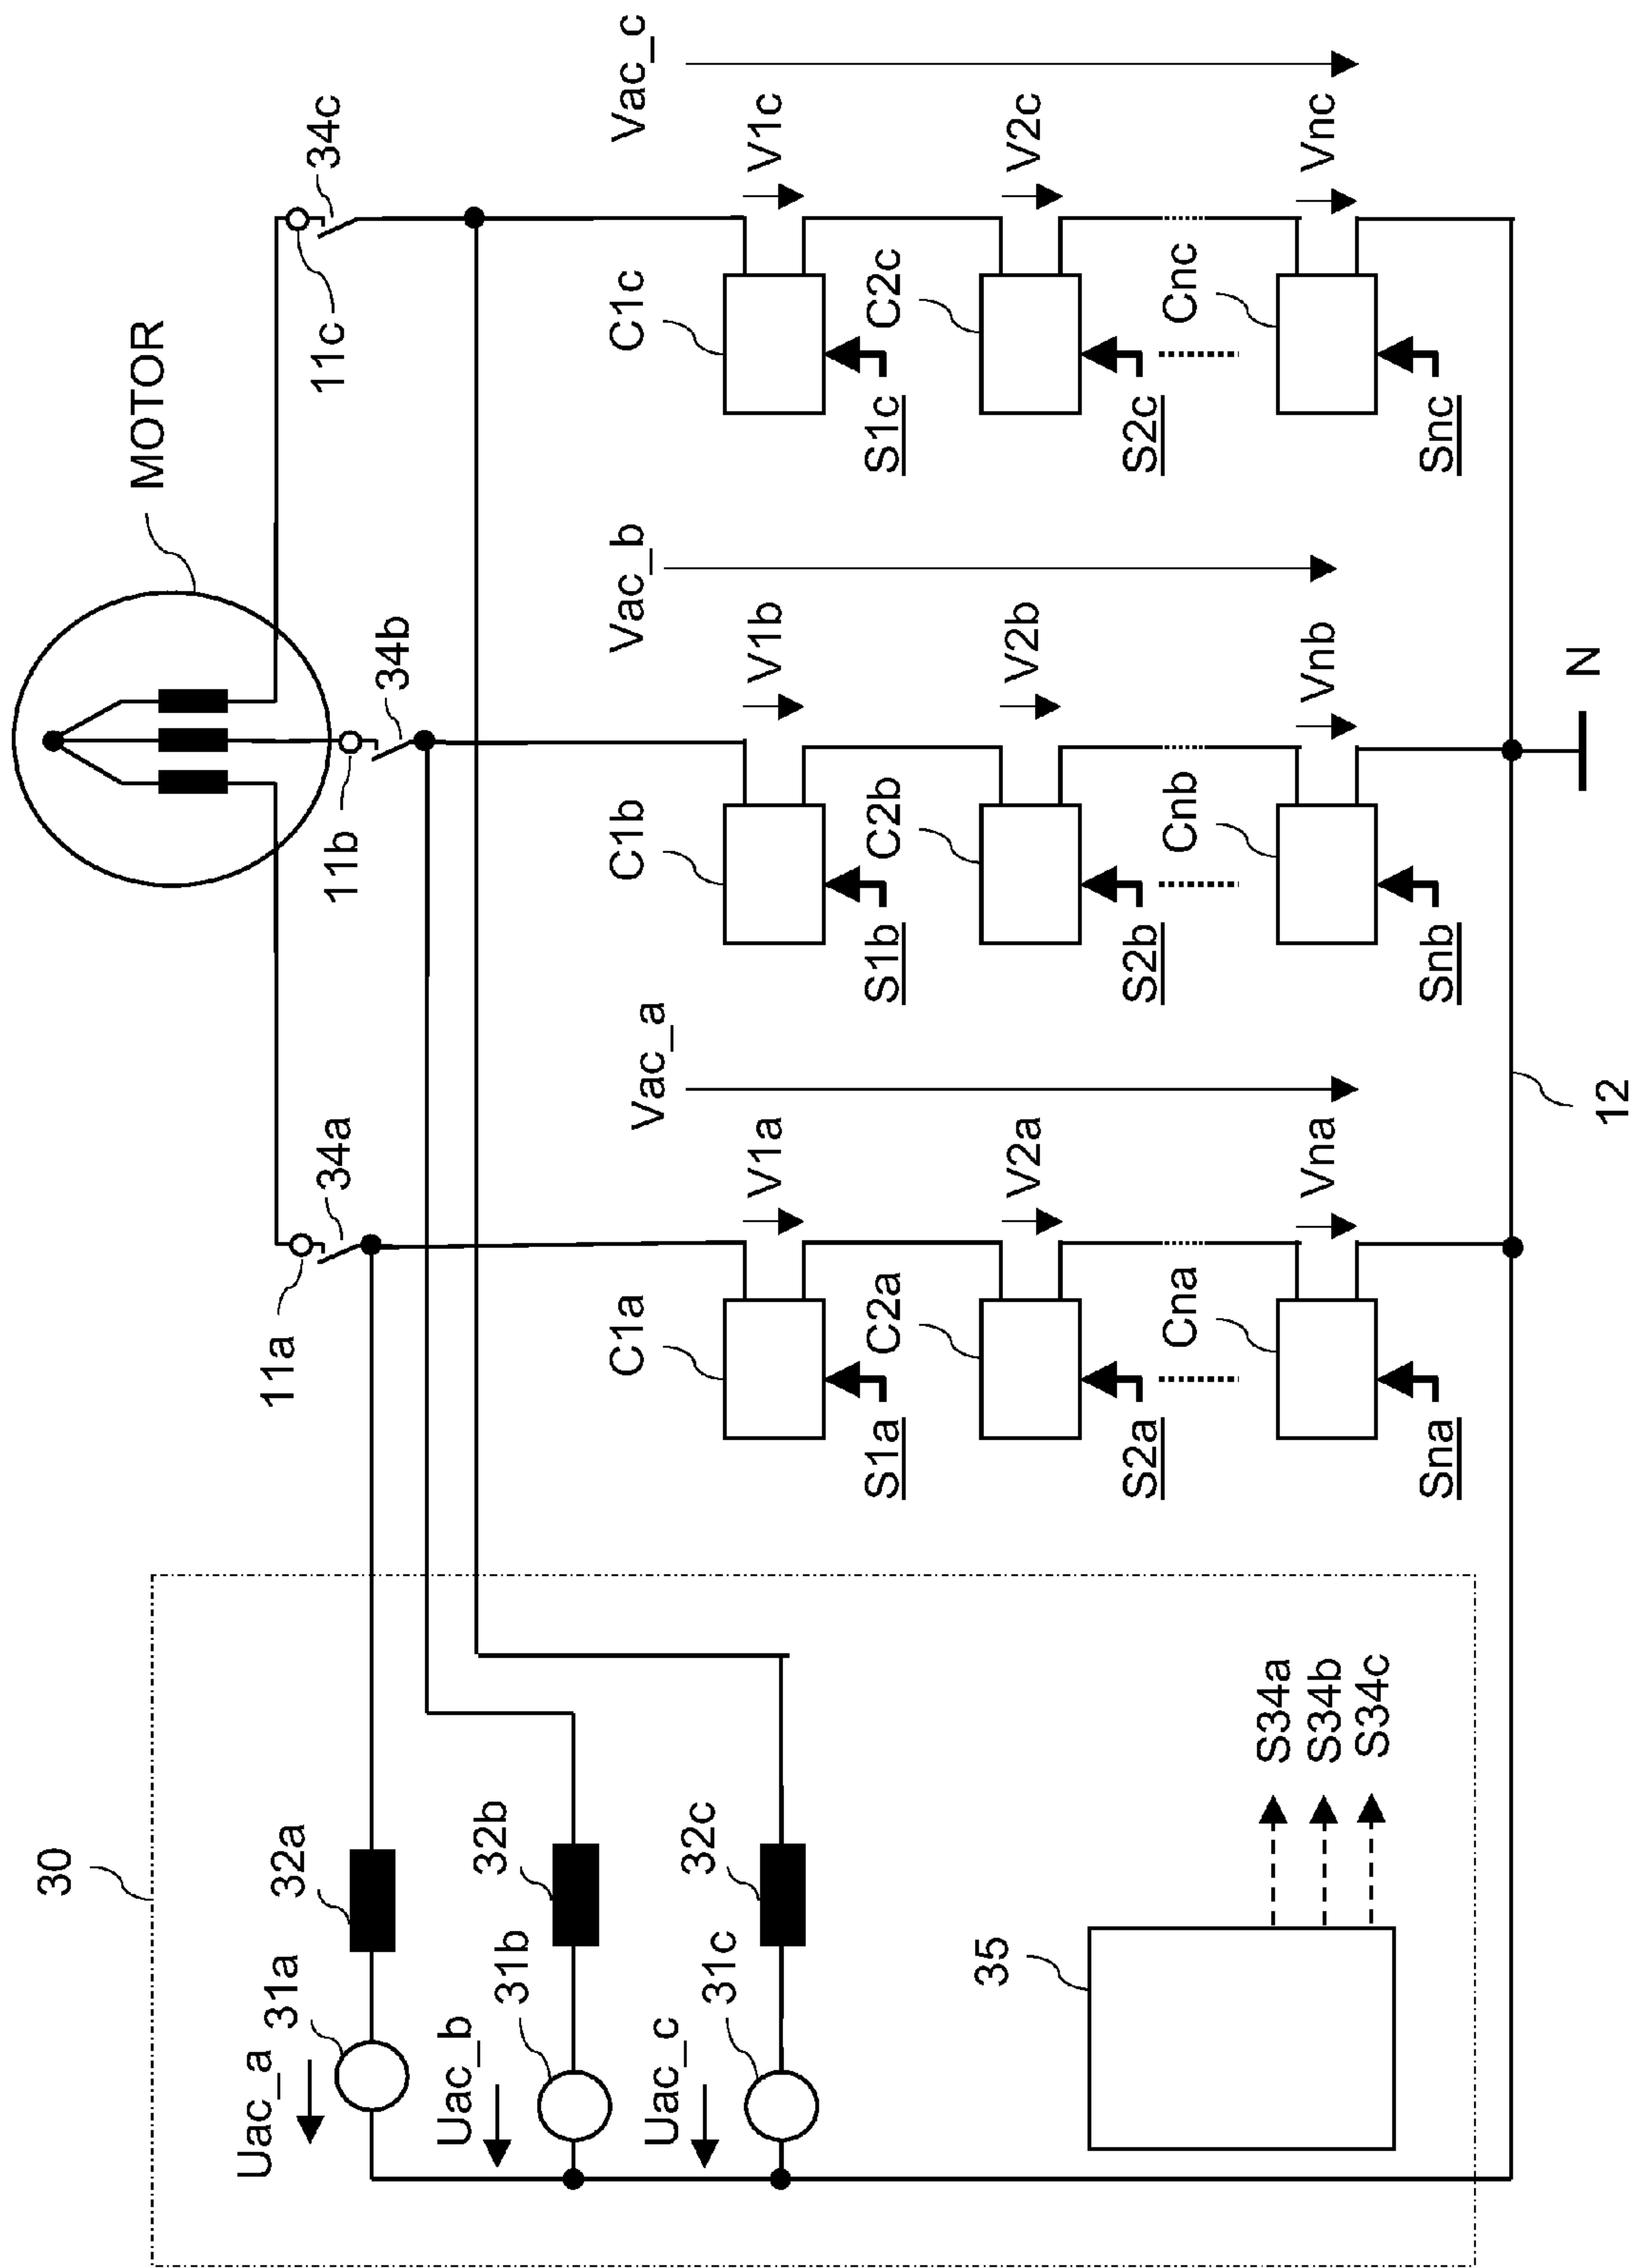 MOTOR
11a
34a
11b
34b
11c
34c
30
Uac_a
31a
32a
Uac_b
31b
32b
Uac_c
31c
32c
35
S34a
S34b
S34c
Vac_a
C1a
V1a
S1a
C2a
V2a
S2a
Cna
Vna
Sna
Vac_b
C1b
V1b
S1b
C2b
V2b
S2b
Cnb
Vnb
Snb
Vac_c
C1c
V1c
S1c
C2c
V2c
S2c
Cnc
Vnc
Snc
12
N